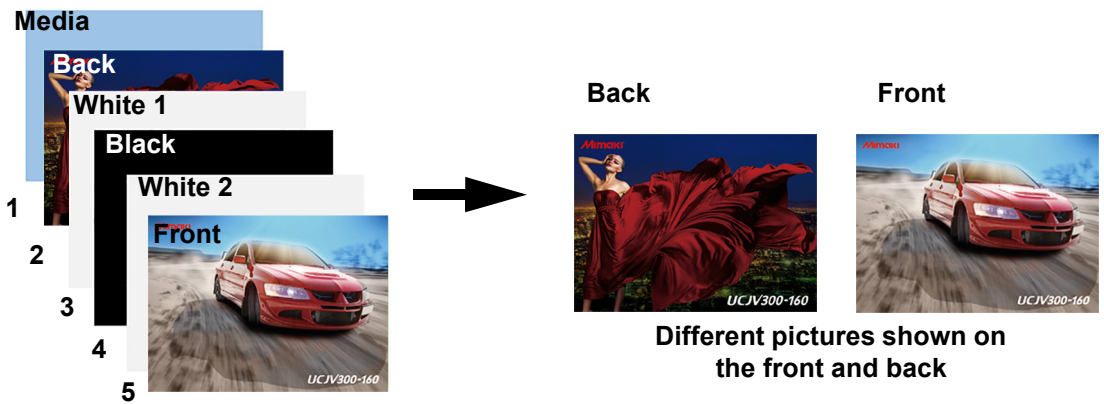 Media
Back
White 1
Black
White 2
Front
1
2
3
4
5
UCJV300-160
Back
Front
Mimaki
UCJV300-160
Mimaki
UCJV300-160
Different pictures shown on
the front and back